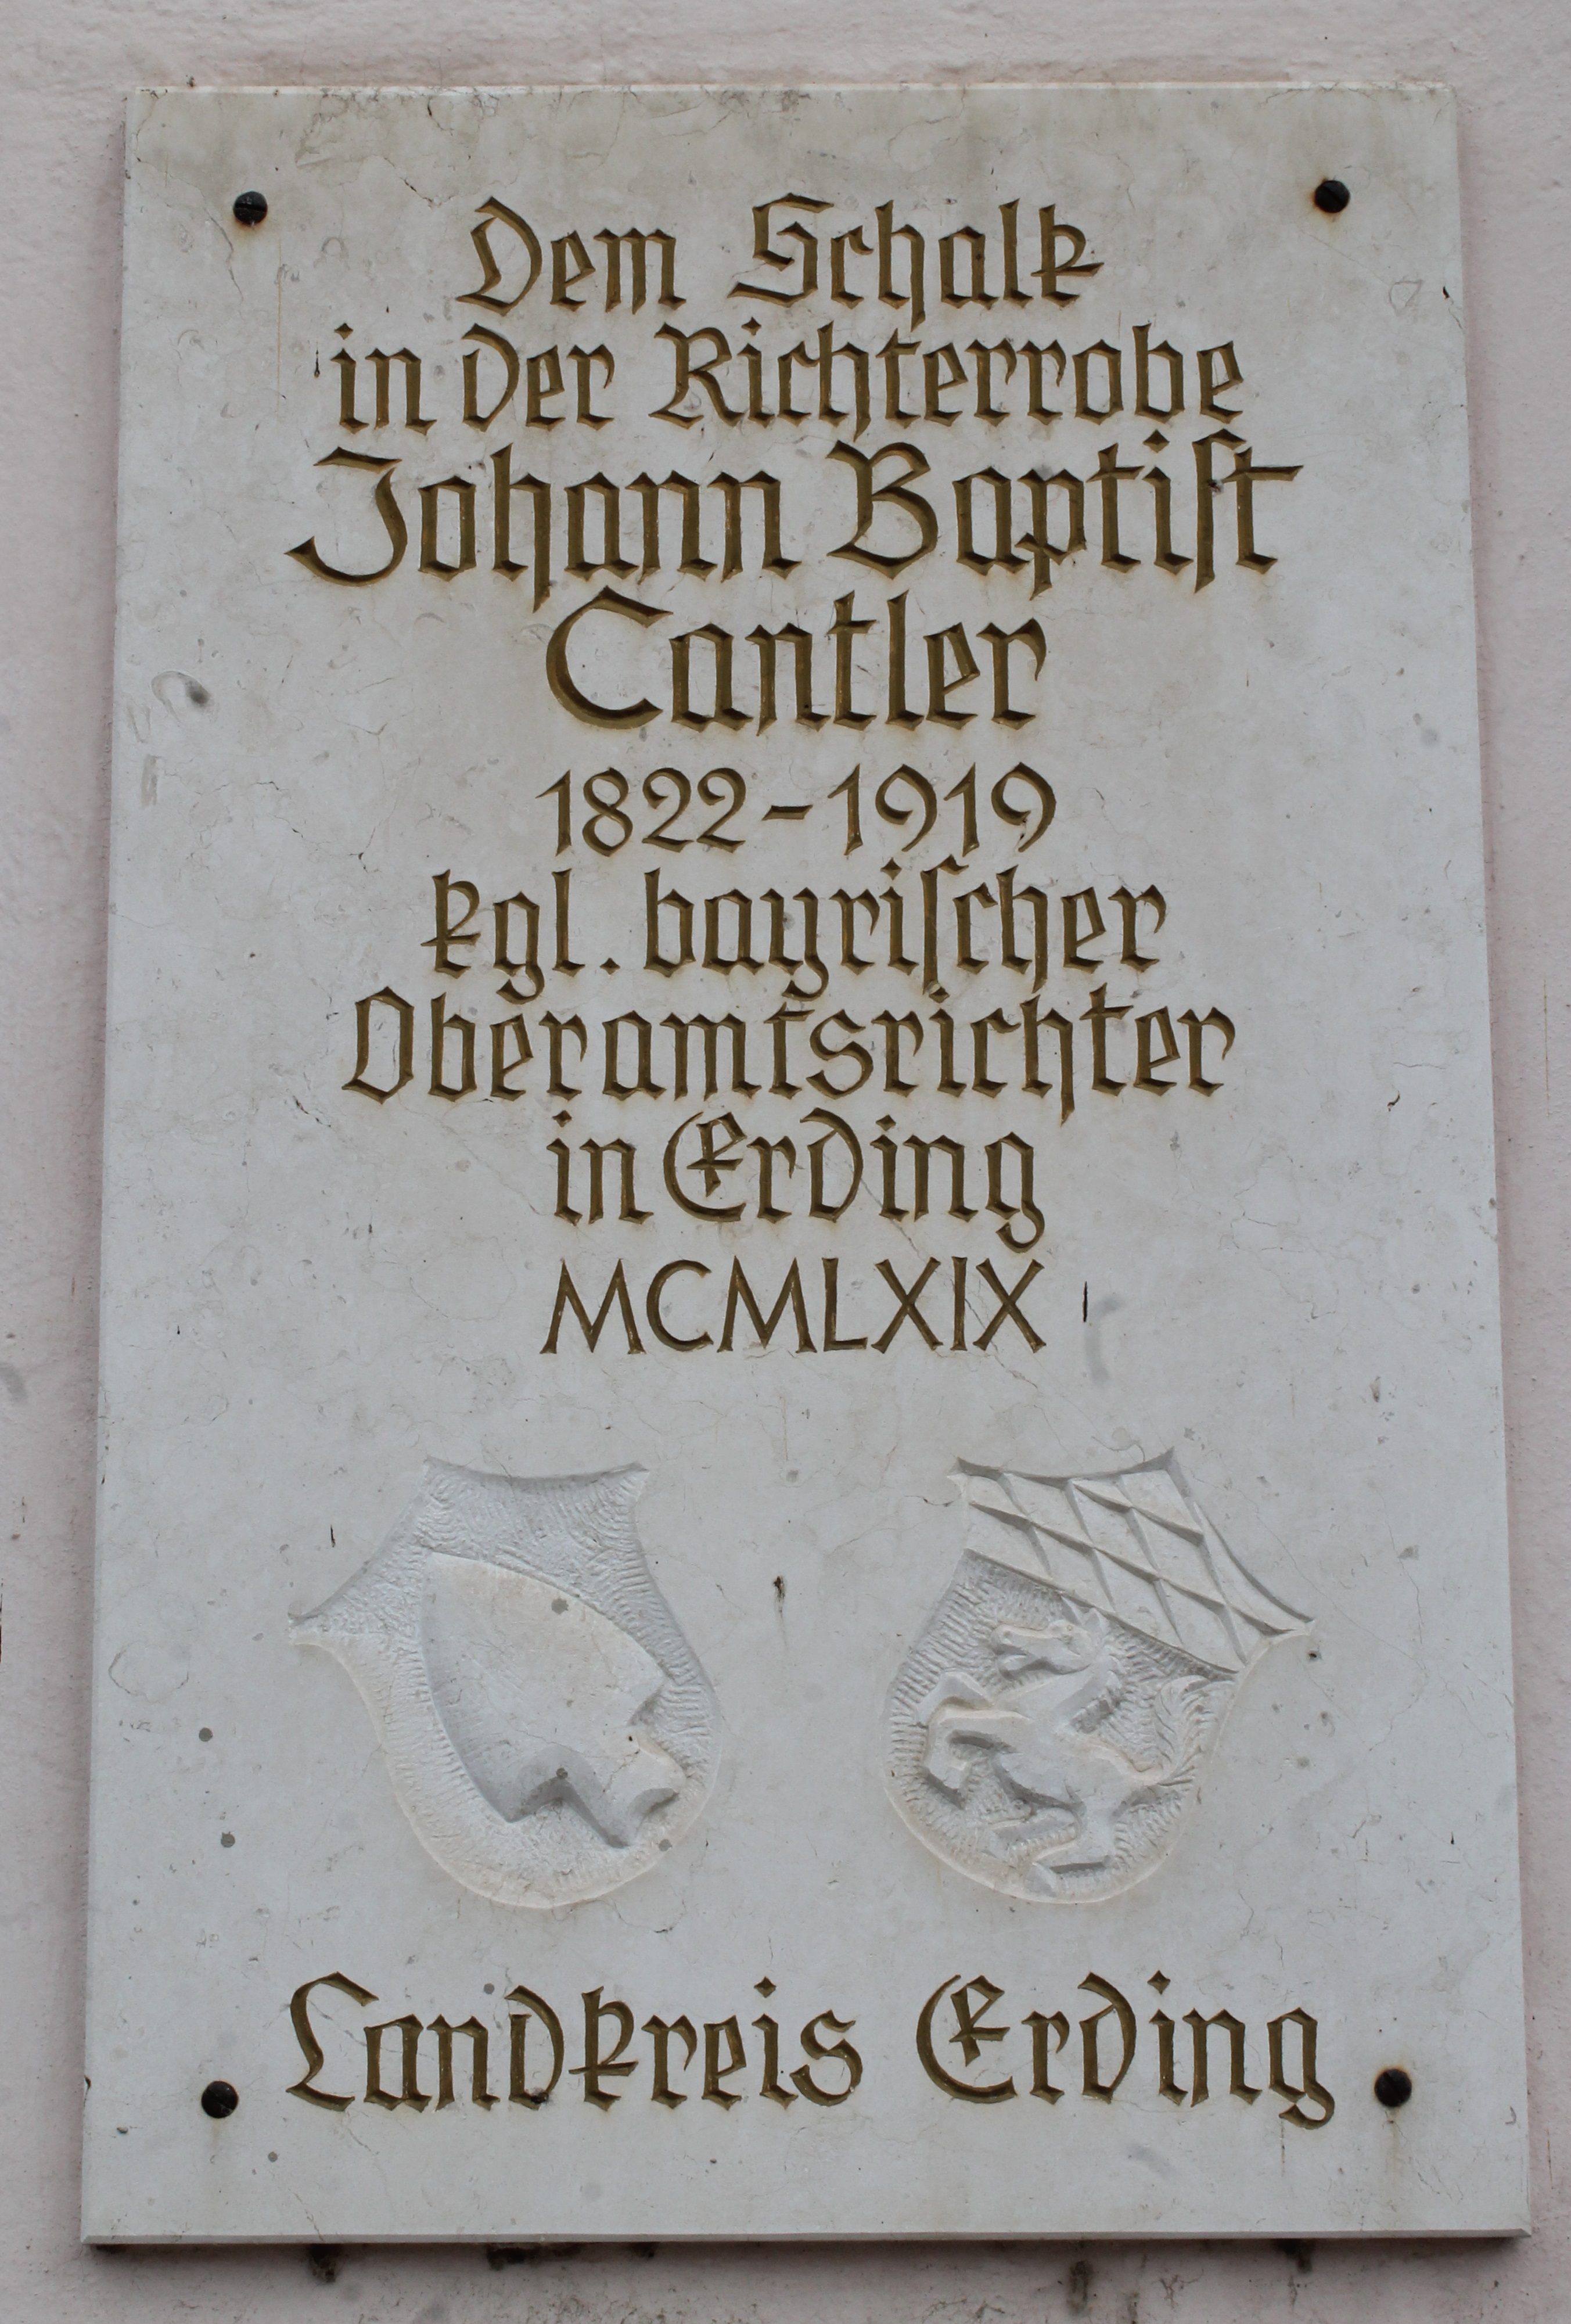 Dem Schalk
in der Richterrobe
Johann Baptiſt
Cantler
1822-1919
kgl. bayriſcher
Oberamtsrichter
in Erding
MCMLXIX
Landkreis Erding